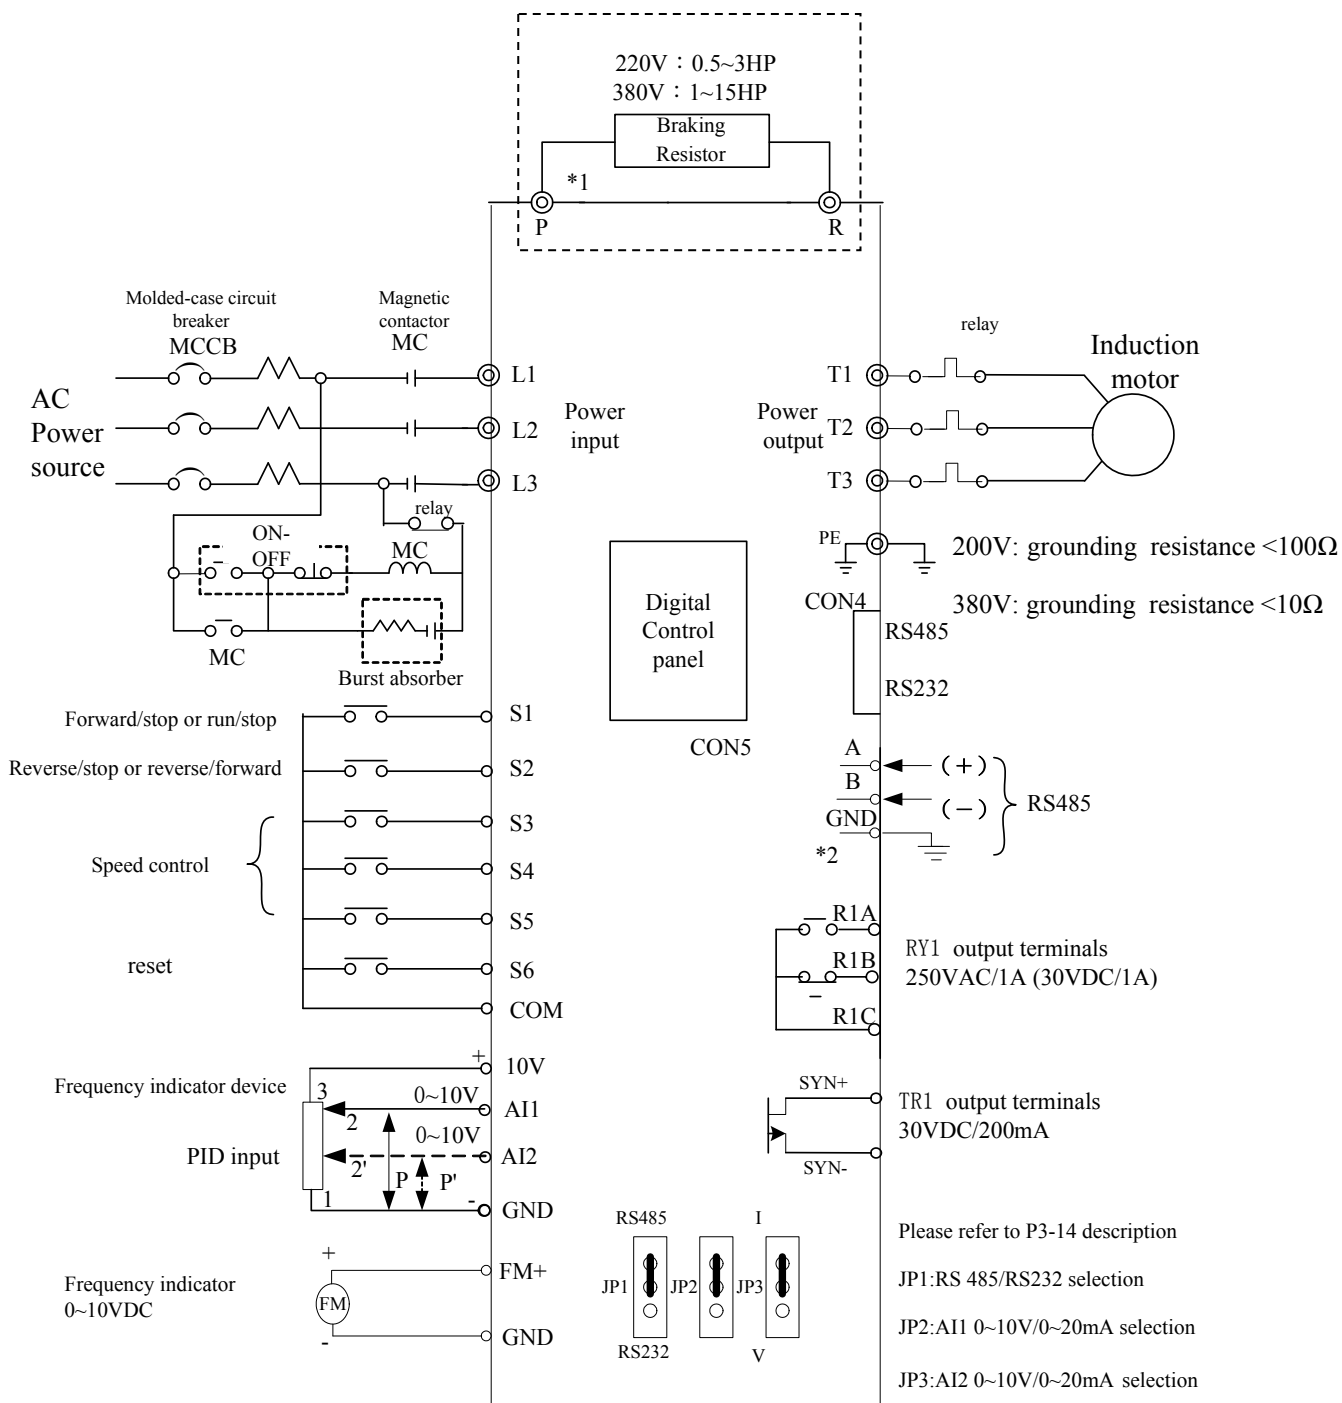 220V：0.5~3HP
380V：1~15HP
Braking
Resistor
*1
P
R
Molded-case circuit
breaker
MCCB
Magnetic
contactor
MC
relay
Induction
motor
AC
Power
source
L1
L2
L3
Power
input
Power
output
T1
T2
T3
relay
ON-
OFF
MC
MC
Burst absorber
PE
200V: grounding resistance <100Ω
380V: grounding resistance <10Ω
Digital
Control
panel
CON4
RS485
RS232
CON5
Forward/stop or run/stop
S1
Reverse/stop or reverse/forward
S2
S3
Speed control
S4
S5
reset
S6
COM
A
(+)
B
(−)
GND
RS485
*2
R1A
R1B
R1C
RY1 output terminals
250VAC/1A (30VDC/1A)
+
10V
Frequency indicator device
3
0~10V
2
AI1
0~10V
PID input
2'
AI2
P
P'
1
-
GND
SYN+
SYN-
TR1 output terminals
30VDC/200mA
Frequency indicator
0~10VDC
+
FM
-
FM+
GND
RS485
I
JP1
JP2
JP3
RS232
V
Please refer to P3-14 description
JP1:RS 485/RS232 selection
JP2:AI1 0~10V/0~20mA selection
JP3:AI2 0~10V/0~20mA selection